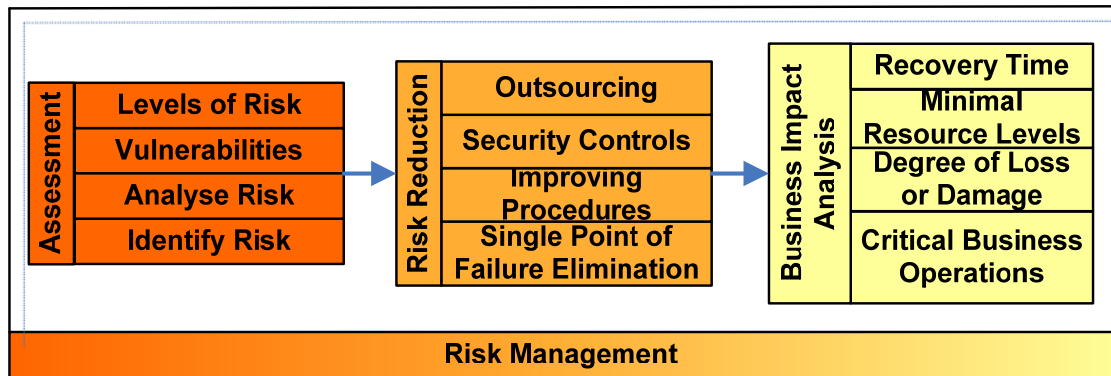 Assessment
Levels of Risk
Vulnerabilities
Analyse Risk
Identify Risk
Risk Reduction
Outsourcing
Security Controls
Improving
Procedures
Single Point of
Failure Elimination
Business Impact
Analysis
Recovery Time
Minimal
Resource Levels
Degree of Loss
or Damage
Critical Business
Operations
Risk Management